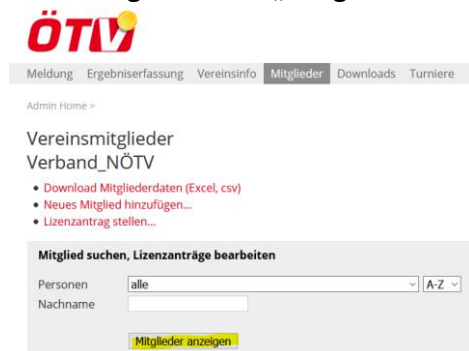 ÖTV
Meldung Ergebniserfassung Vereinsinfo Mitglieder Downloads Turniere
Admin Home >
Vereinsmitglieder
Verband_NÖTV
• Download Mitgliederdaten (Excel, csv)
• Neues Mitglied hinzufügen...
• Lizenzantrag stellen...
Mitglied suchen, Lizenzanträge bearbeiten
Personen alle A-Z
Nachname
Mitglieder anzeigen